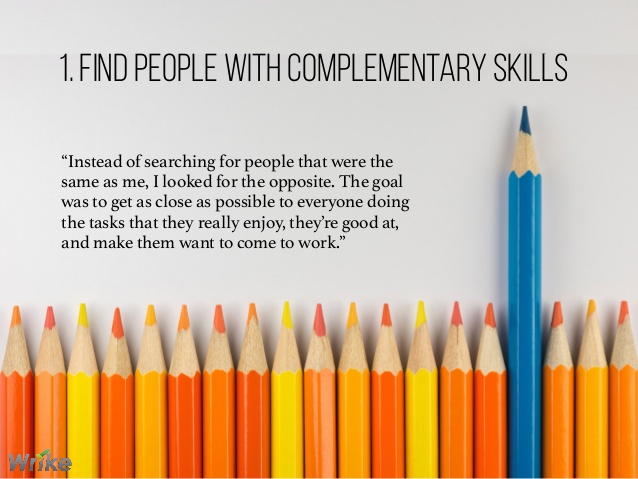 1. FIND PEOPLE WITH COMPLEMENTARY SKILLS
“Instead of searching for people that were the
same as me, I looked for the opposite. The goal
was to get as close as possible to everyone doing
the tasks that they really enjoy, they’re good at,
and make them want to come to work.”
Wrike